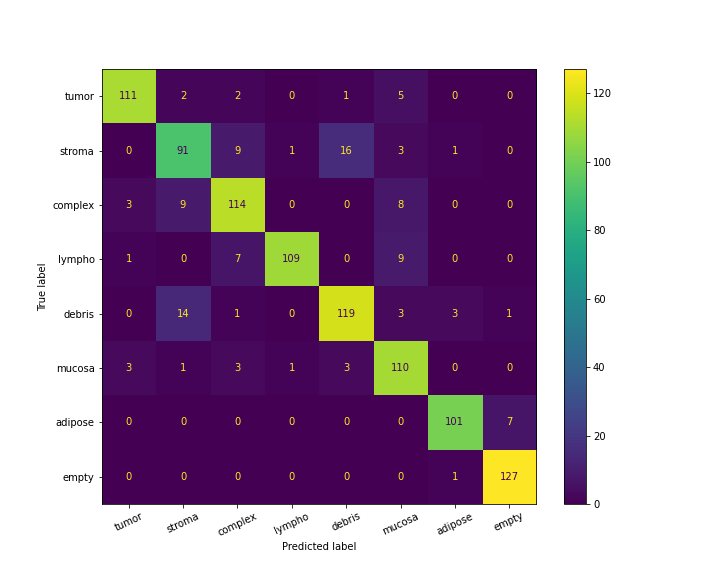 tumor 111 2 2 0 1 5 0 0
stroma 0 91 9 1 16 3 1 0
complex 3 9 114 0 0 8 0 0
lympho 1 0 7 109 0 9 0 0
debris 0 14 1 0 119 3 3 1
mucosa 3 1 3 1 3 110 0 0
adipose 0 0 0 0 0 0 101 7
empty 0 0 0 0 0 0 1 127
tumor stroma complex lympho debris mucosa adipose empty
Predicted label
True label
120
100
80
60
40
20
0